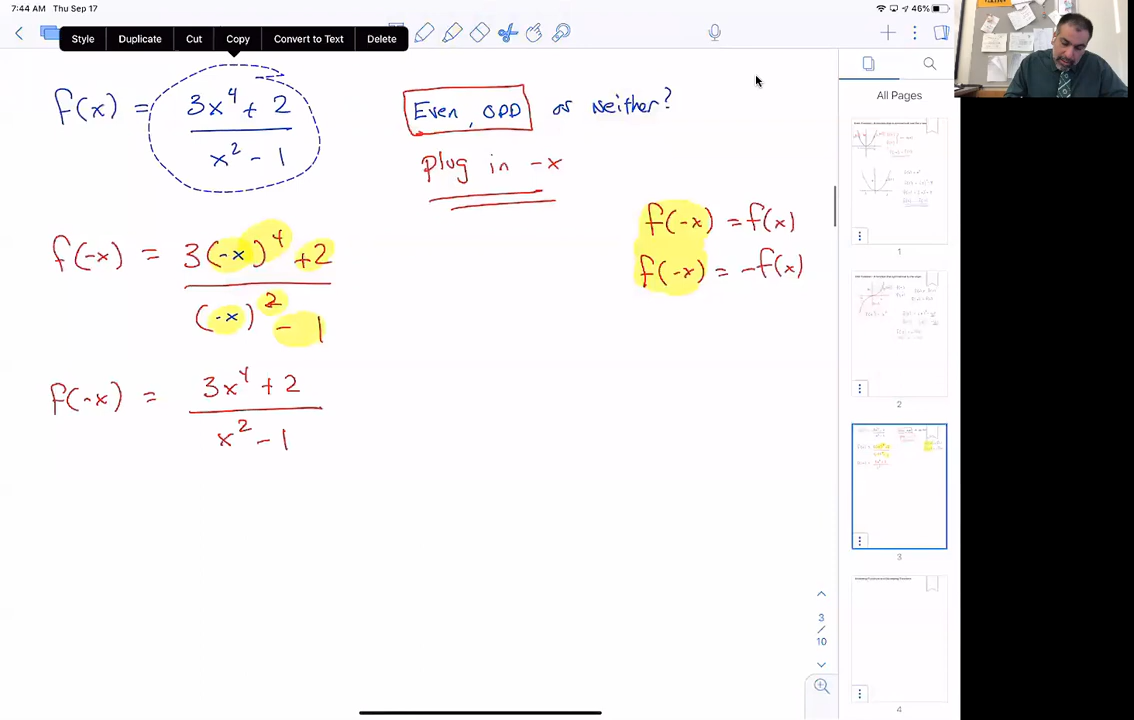 7:44 AM Thu Sep 17
46%
Style Duplicate Cut Copy Convert to Text Delete
f(x) = (3x⁴ + 2)/(x² - 1)
Even, ODD or Neither?
plug in -x
f(-x) = f(x)
f(-x) = -f(x)
f(-x) = (3(-x)⁴ + 2)/((-x)² - 1)
f(-x) = (3x⁴ + 2)/(x² - 1)
All Pages
1
2
3
4
3
/
10